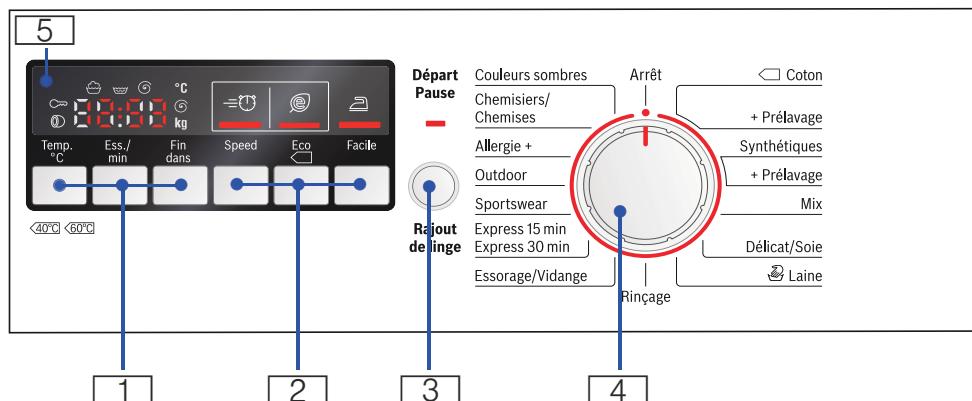 5
°C
kg
Temp.
°C
Ess./
min
Fin
dans
Speed
Eco
Facile
40°C 60°C
Départ
Pause
Rajout
de linge
Couleurs sombres
Chemisiers/
Chemises
Allergie +
Outdoor
Sportswear
Express 15 min
Express 30 min
Essorage/Vidange
Arrêt
Rinçage
Coton
+ Prélavage
Synthétiques
+ Prélavage
Mix
Délicat/Soie
Laine
1
2
3
4